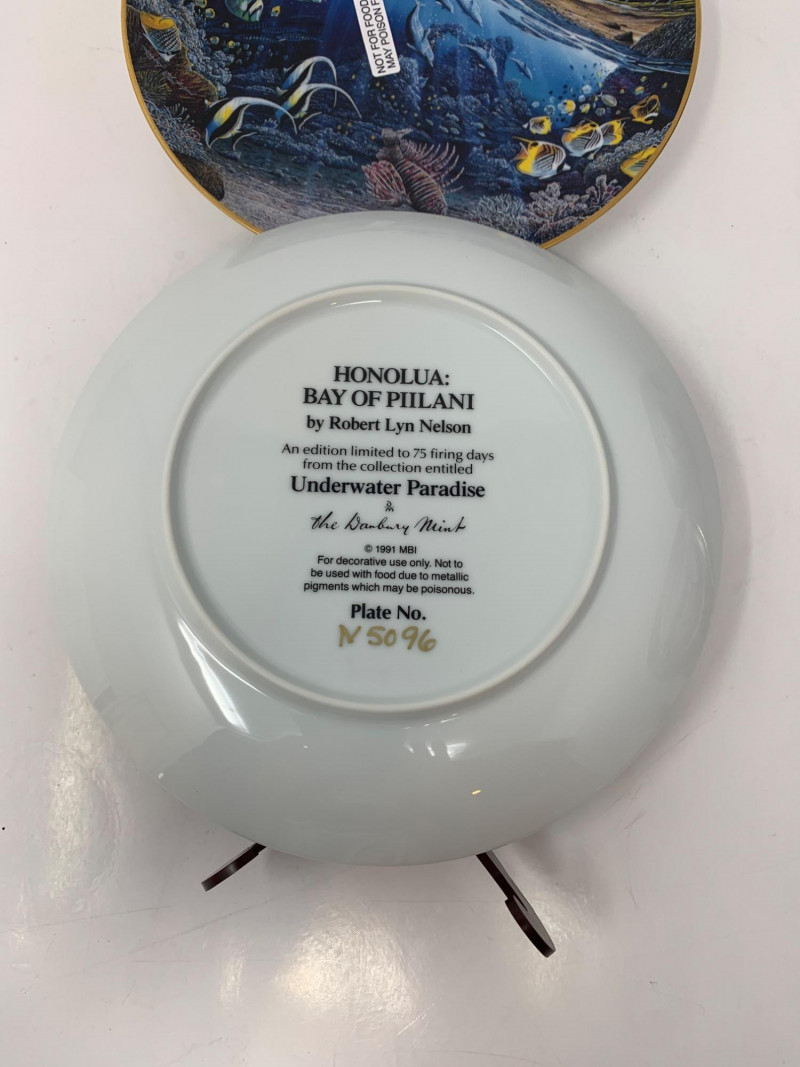 NOT FOR FOOD
MAY POISON F
HONOLUA:
BAY OF PIILANI
by Robert Lyn Nelson
An edition limited to 75 firing days
from the collection entitled
Underwater Paradise
the Danbury Mint
© 1991 MBI
For decorative use only. Not to
be used with food due to metallic
pigments which may be poisonous.
Plate No.
N 5096